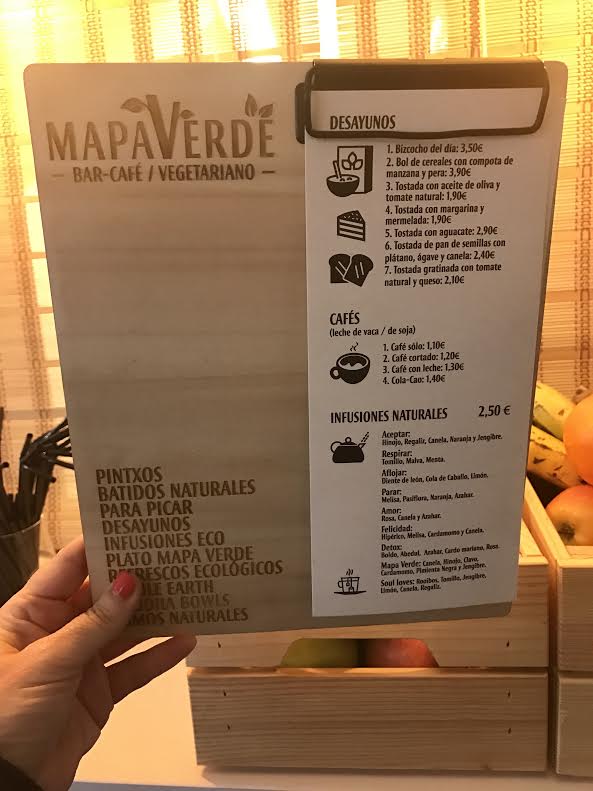 MAPAVERDE
– BAR-CAFÉ / VEGETARIANO –
PINTXOS
BATIDOS NATURALES
PARA PICAR
DESAYUNOS
INFUSIONES ECO
PLATO MAPA VERDE
REFRESCOS ECOLÓGICOS
EARTH
BOWLS
NATURALES
DESAYUNOS
1. Bizcocho del día: 3,50€
2. Bol de cereales con compota de
manzana y pera: 3,90€
3. Tostada con aceite de oliva y
tomate natural: 1,90€
4. Tostada con margarina y
mermelada: 1,90€
5. Tostada con aguacate: 2,90€
6. Tostada de pan de semillas con
plátano, ágave y canela: 2,40€
7. Tostada gratinada con tomate
natural y queso: 2,10€
CAFÉS
(leche de vaca / de soja)
1. Café sólo: 1,10€
2. Café cortado: 1,20€
3. Café con leche: 1,30€
4. Cola-Cao: 1,40€
INFUSIONES NATURALES 2,50 €
Aceptar:
Hinojo, Regaliz, Canela, Naranja y Jengibre.
Respirar:
Tomillo, Malva, Menta.
Aflojar:
Diente de león, Cola de Caballo, Limón.
Parar:
Melisa, Pasiflora, Naranja, Azahar.
Amor:
Rosa, Canela y Azahar.
Felicidad:
Hipérico, Melisa, Cardamomo y Canela.
Detox:
Boldo, Abedul, Azahar, Cardo mariano, Rosa.
Mapa Verde: Canela, Hinojo, Clavo,
Cardamomo, Pimienta Negra y Jengibre.
Soul loves: Rooibos, Tomillo, Jengibre,
Limón, Canela, Regaliz.